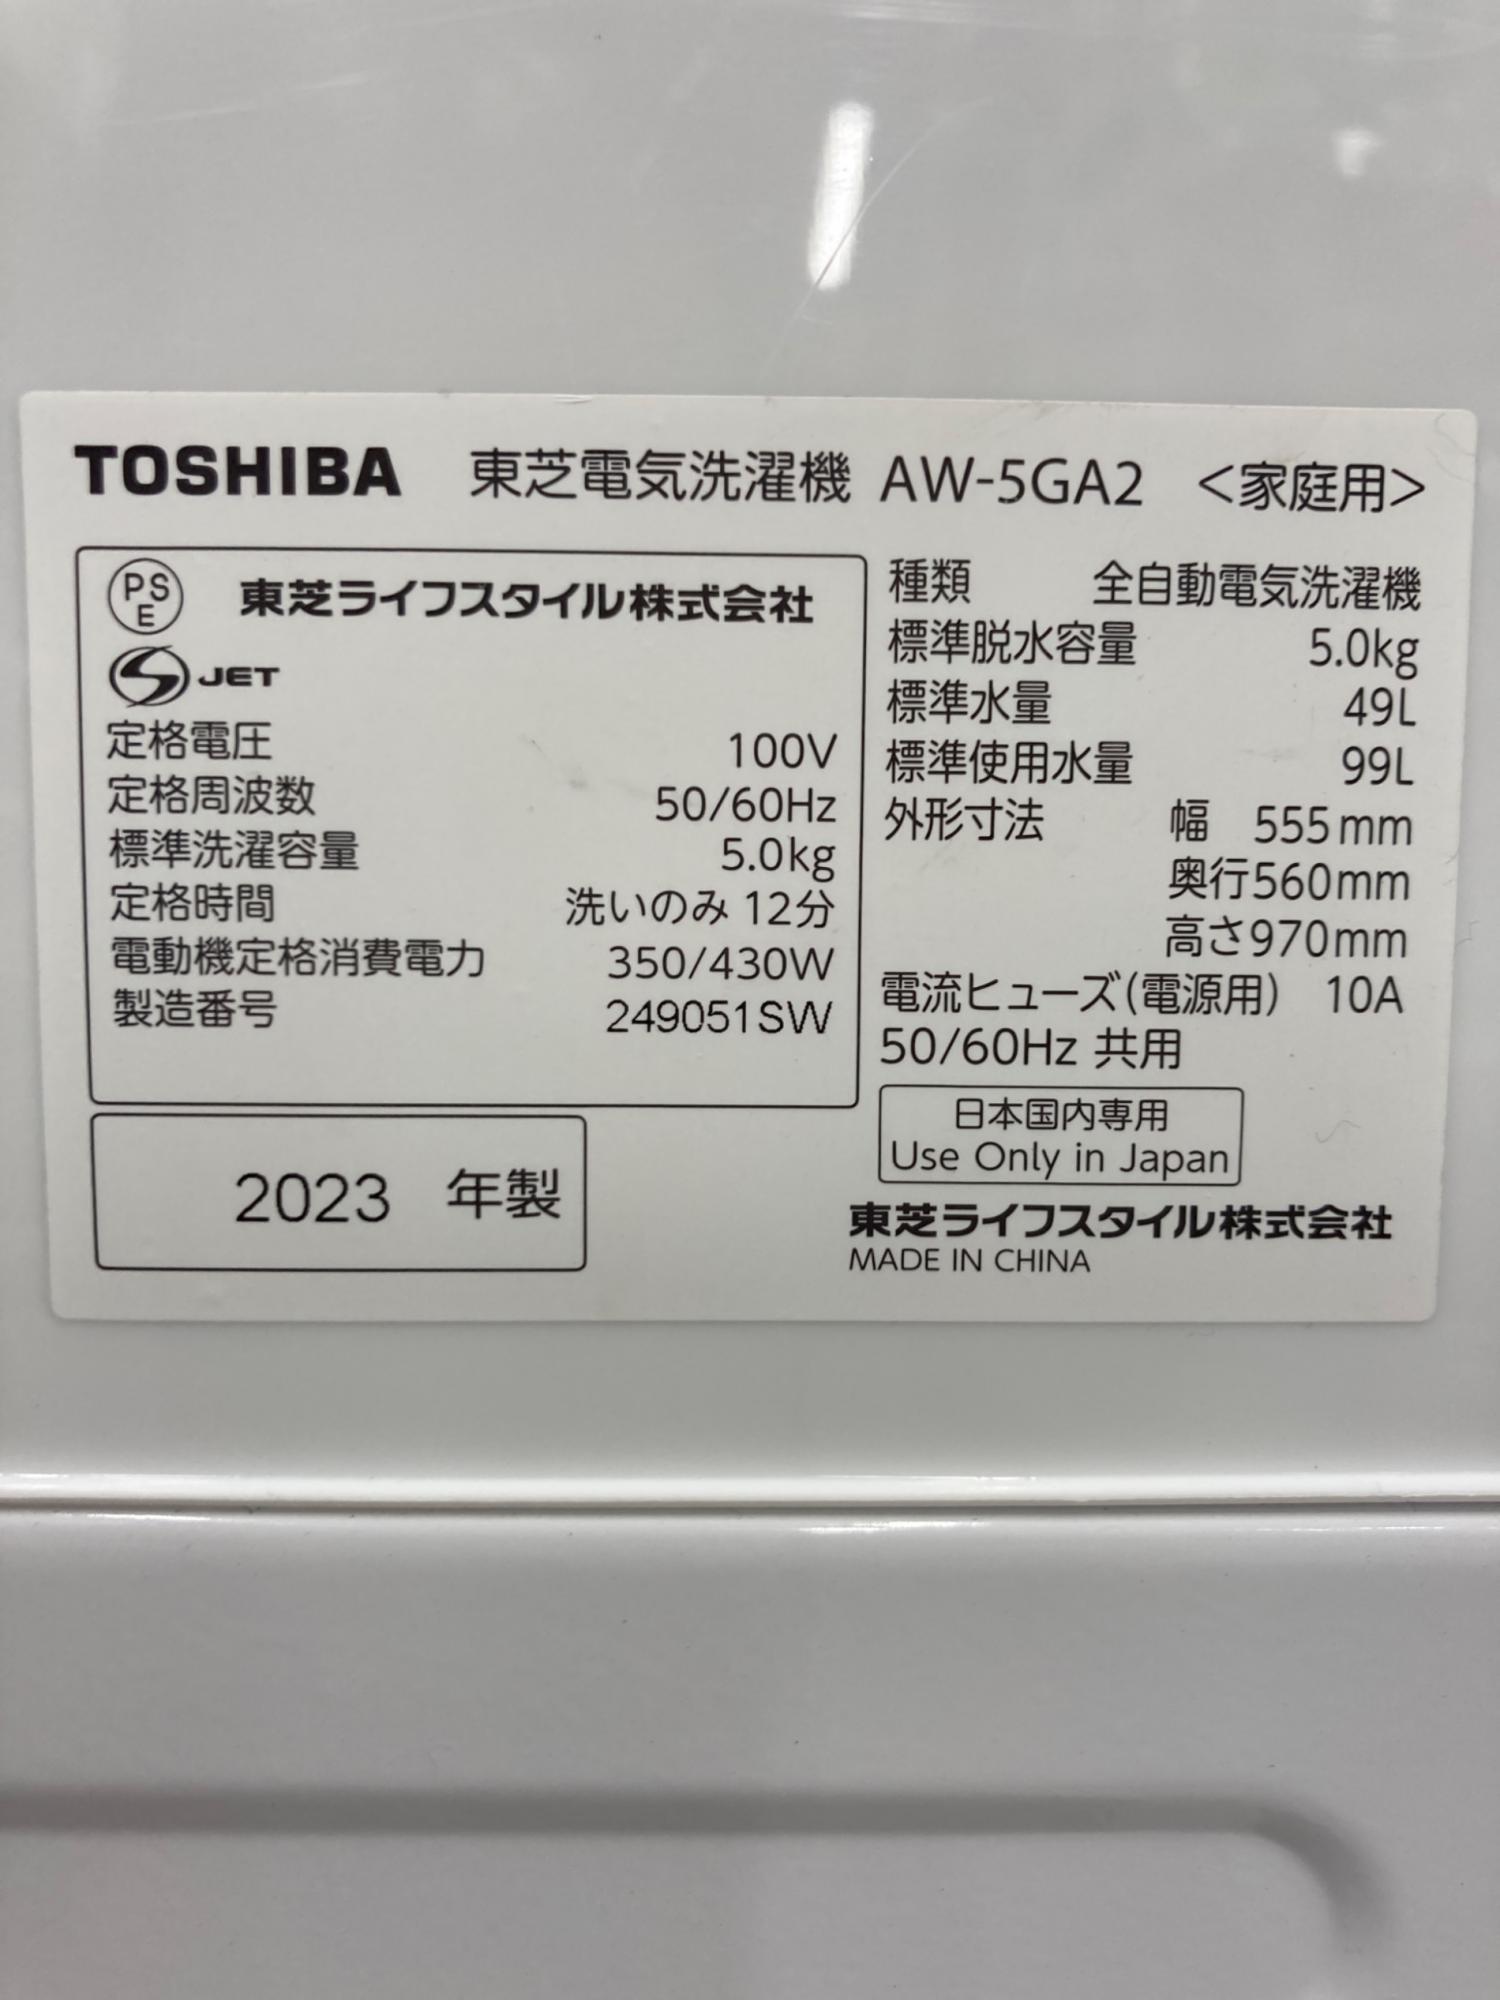 TOSHIBA 東芝電気洗濯機 AW-5GA2 <家庭用>
PSE 東芝ライフスタイル株式会社
S JET
定格電圧 100V
定格周波数 50/60Hz
標準洗濯容量 5.0kg
定格時間 洗いのみ 12分
電動機定格消費電力 350/430W
製造番号 249051SW
2023 年製
種類 全自動電気洗濯機
標準脱水容量 5.0kg
標準水量 49L
標準使用水量 99L
外形寸法 幅 555mm
奥行560mm
高さ970mm
電流ヒューズ(電源用) 10A
50/60Hz 共用
日本国内専用
Use Only in Japan
東芝ライフスタイル株式会社
MADE IN CHINA